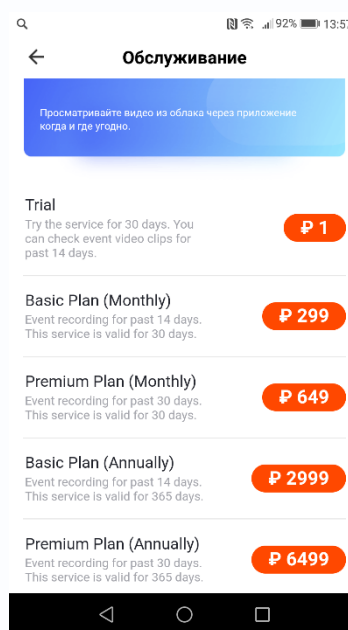 92% 13:57
Обслуживание
Просматривайте видео из облака через приложение
когда и где угодно.
Trial
Try the service for 30 days. You
can check event video clips for
past 14 days.
₽ 1
Basic Plan (Monthly)
Event recording for past 14 days.
This service is valid for 30 days.
₽ 299
Premium Plan (Monthly)
Event recording for past 30 days.
This service is valid for 30 days.
₽ 649
Basic Plan (Annually)
Event recording for past 14 days.
This service is valid for 365 days.
₽ 2999
Premium Plan (Annually)
Event recording for past 30 days.
This service is valid for 365 days.
₽ 6499